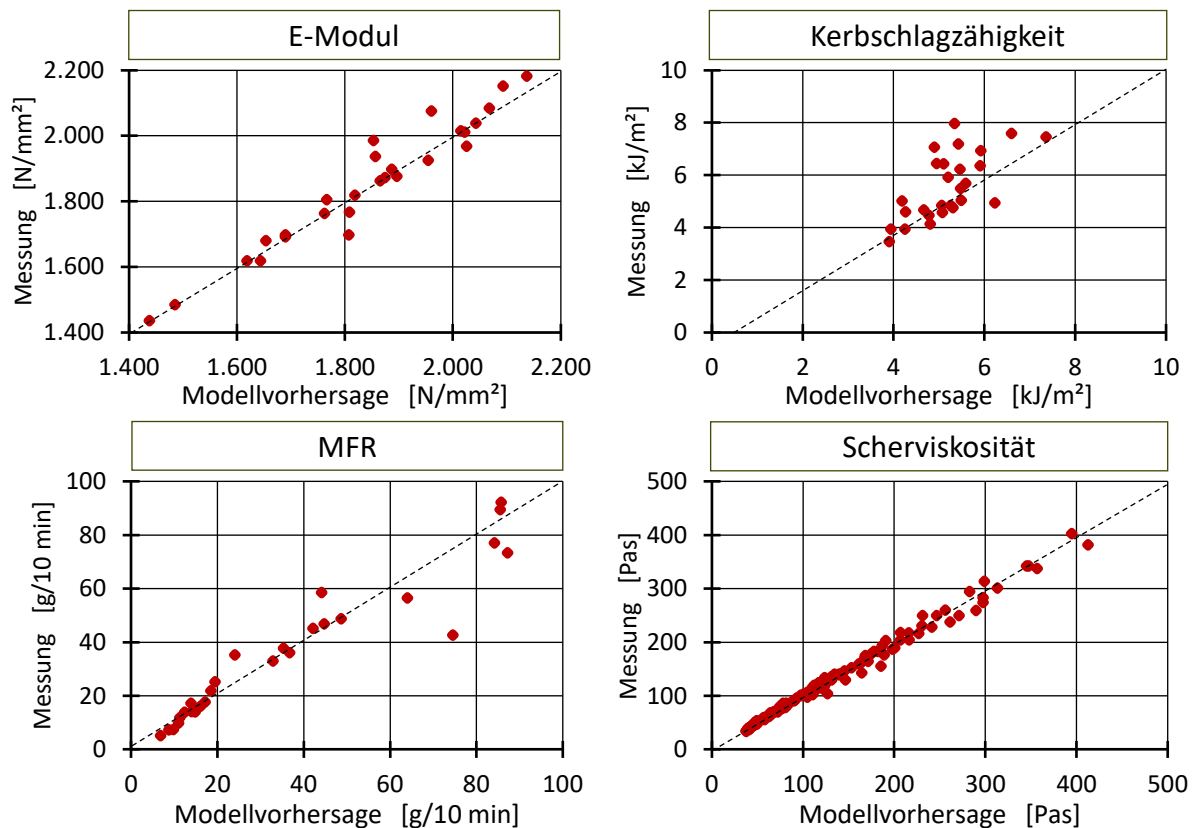 E-Modul
Messung [N/mm²]
2.200
2.000
1.800
1.600
1.400
1.400 1.600 1.800 2.000 2.200
Modellvorhersage [N/mm²]
Kerbschlagzähigkeit
Messung [kJ/m²]
10
8
6
4
2
0
0 2 4 6 8 10
Modellvorhersage [kJ/m²]
MFR
Messung [g/10 min]
100
80
60
40
20
0
0 20 40 60 80 100
Modellvorhersage [g/10 min]
Scherviskosität
Messung [Pas]
500
400
300
200
100
0
0 100 200 300 400 500
Modellvorhersage [Pas]